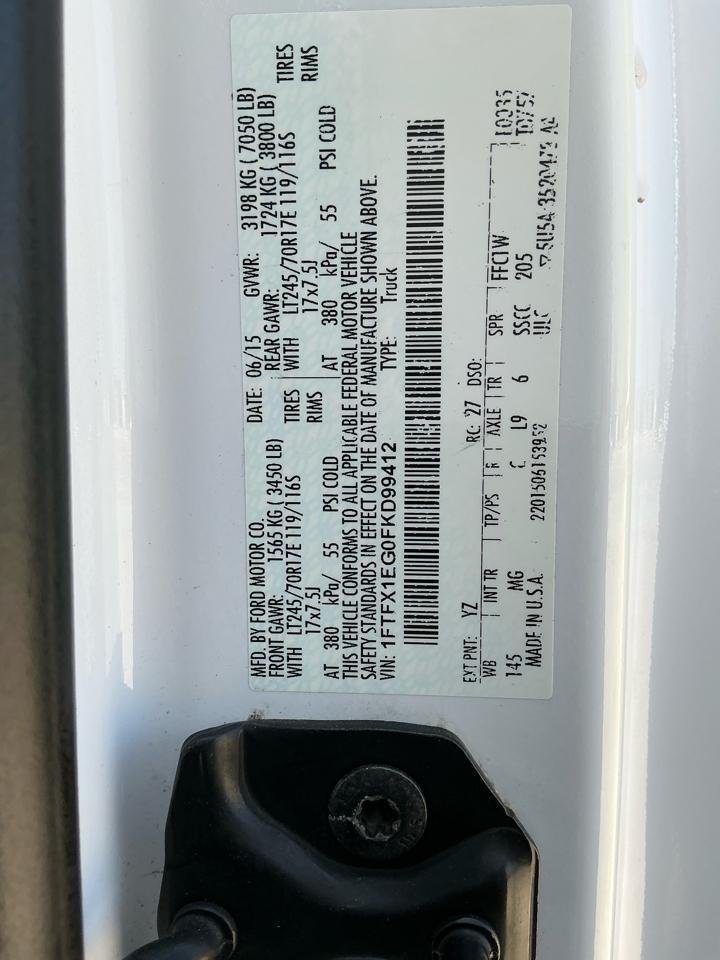 MFD. BY FORD MOTOR CO.
DATE: 06/15 GVWR: 3198 KG ( 7050 LB)
FRONT GAWR: 1565 KG ( 3450 LB)
REAR GAWR: 1724 KG ( 3800 LB)
WITH LT245/70R17E 119/116S TIRES
WITH LT245/70R17E 119/116S TIRES
17x7.5J RIMS
17x7.5J RIMS
AT 380 kPa/ 55 PSI COLD
AT 380 kPa/ 55 PSI COLD
THIS VEHICLE CONFORMS TO ALL APPLICABLE FEDERAL MOTOR VEHICLE
SAFETY STANDARDS IN EFFECT ON THE DATE OF MANUFACTURE SHOWN ABOVE.
VIN: 1FTFX1EG0FKD99412 TYPE: Truck
EXT PNT: YZ RC: 27 DSO:
WB INT TR TP/PS R AXLE TR SPR FFCTW
145 MG C L9 6 SSCC 205
MADE IN U.S.A. 220150615 ULC